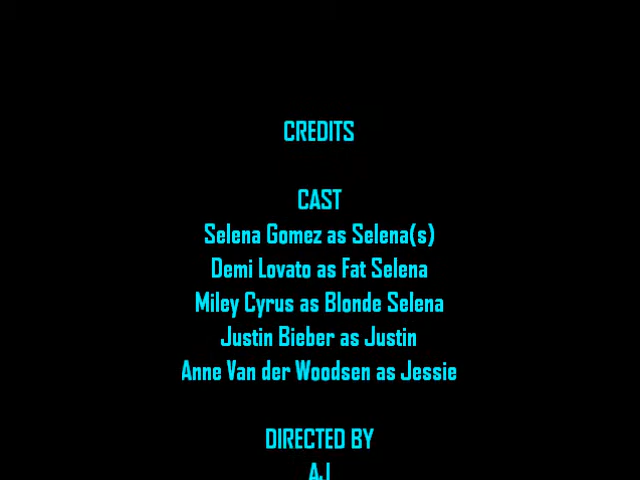 CREDITS
CAST
Selena Gomez as Selena(s)
Demi Lovato as Fat Selena
Miley Cyrus as Blonde Selena
Justin Bieber as Justin
Anne Van der Woodsen as Jessie
DIRECTED BY
AJ